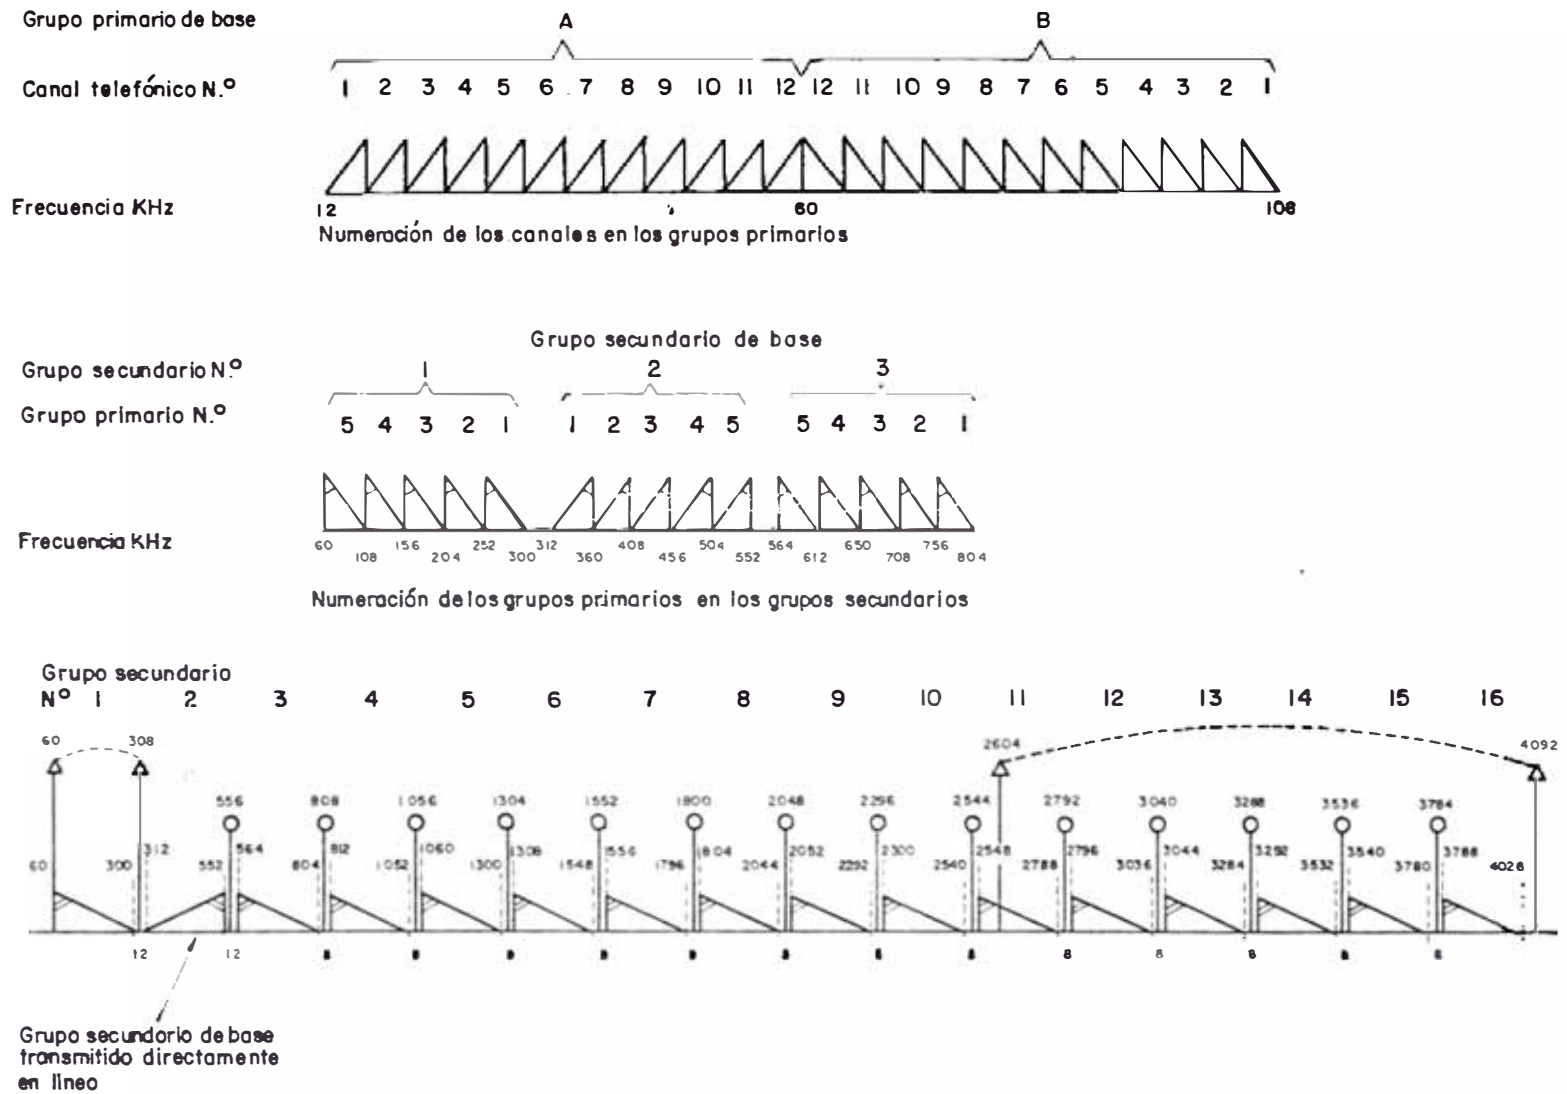 Grupo primario de base A B
Canal telefónico N.º 1 2 3 4 5 6 7 8 9 10 11 12 12 11 10 9 8 7 6 5 4 3 2 1
Frecuencia KHz 12 60 108
Numeración de los canales en los grupos primarios
Grupo secundario de base
Grupo secundario N.º 1 2 3
Grupo primario N.º 5 4 3 2 1 1 2 3 4 5 5 4 3 2 1
Frecuencia KHz 60 156 252 312 408 504 564 650 756
108 204 300 360 456 552 612 708 804
Numeración de los grupos primarios en los grupos secundarios
Grupo secundario
Nº 1 2 3 4 5 6 7 8 9 10 11 12 13 14 15 16
60 308 2604 4092
556 808 1056 1304 1552 1800 2048 2296 2544 2792 3040 3288 3536 3784
312 564 812 1060 1308 1556 1804 2052 2300 2548 2796 3044 3292 3540 3788
60 300 552 804 1052 1300 1548 1796 2044 2292 2540 2788 3036 3284 3532 3780 4026
12 12 8 8 8 8 8
Grupo secundorio de base
transmitido directamente
en líneo